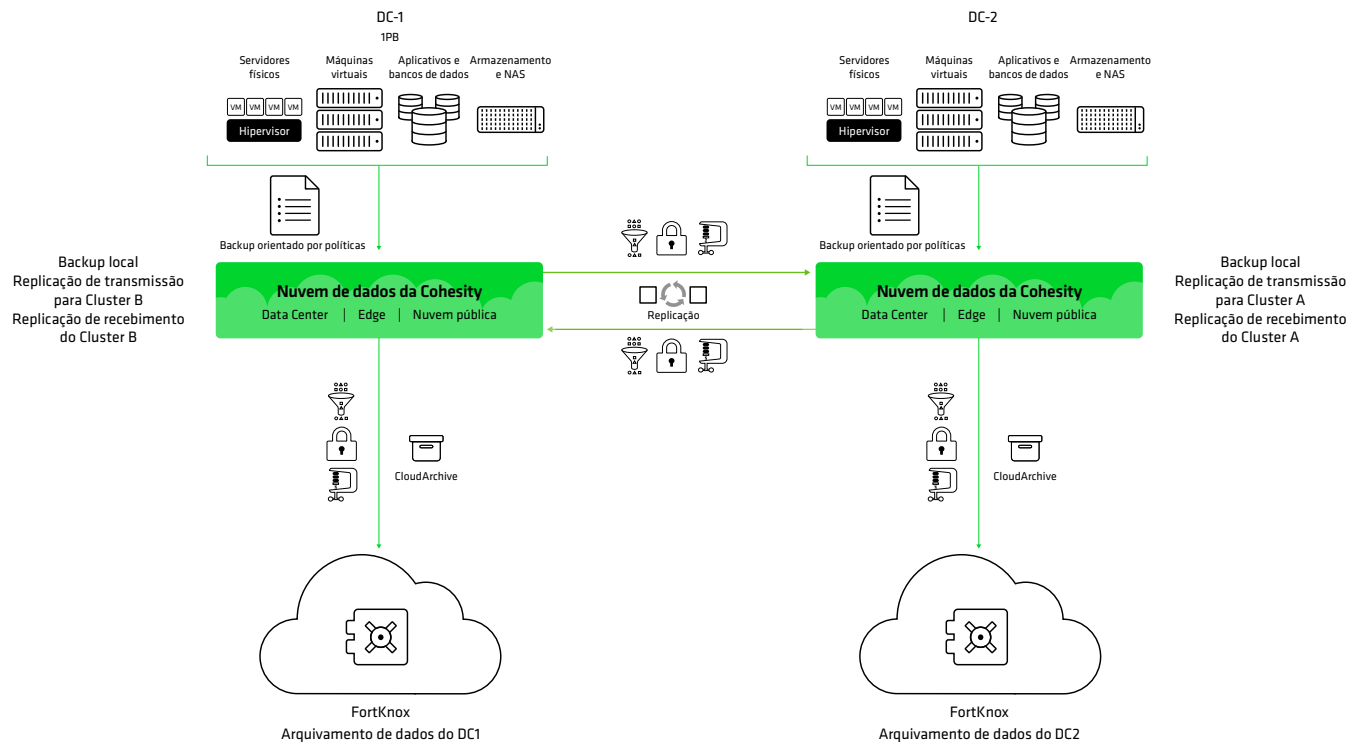 DC-1
1PB
Servidores
físicos
Máquinas
virtuais
Aplicativos e
bancos de dados
Armazenamento
e NAS
VM VM VM VM
Hipervisor
Backup orientado por políticas
Backup local
Replicação de transmissão
para Cluster B
Replicação de recebimento
do Cluster B
Nuvem de dados da Cohesity
Data Center | Edge | Nuvem pública
Replicação
CloudArchive
FortKnox
Arquivamento de dados do DC1
DC-2
Servidores
físicos
Máquinas
virtuais
Aplicativos e
bancos de dados
Armazenamento
e NAS
VM VM VM VM
Hipervisor
Backup orientado por políticas
Nuvem de dados da Cohesity
Data Center | Edge | Nuvem pública
Backup local
Replicação de transmissão
para Cluster A
Replicação de recebimento
do Cluster A
CloudArchive
FortKnox
Arquivamento de dados do DC2